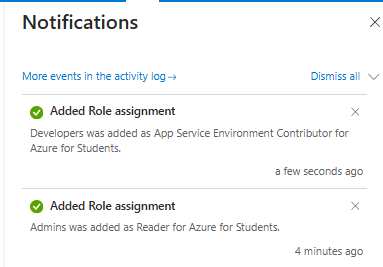 Notifications
More events in the activity log→
Dismiss all
Added Role assignment
Developers was added as App Service Environment Contributor for
Azure for Students.
a few seconds ago
Added Role assignment
Admins was added as Reader for Azure for Students.
4 minutes ago